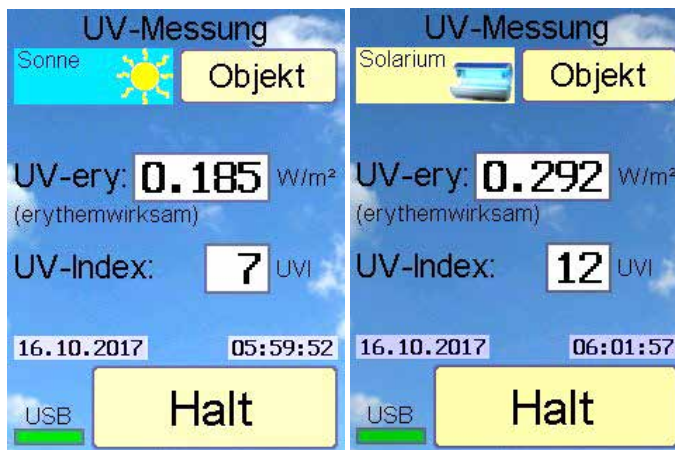 UV-Messung
Sonne
Objekt
UV-ery: 0.185 W/m²
(erythemwirksam)
UV-Index: 7 UVI
16.10.2017 05:59:52
USB
Halt
UV-Messung
Solarium
Objekt
UV-ery: 0.292 W/m²
(erythemwirksam)
UV-Index: 12 UVI
16.10.2017 06:01:57
USB
Halt